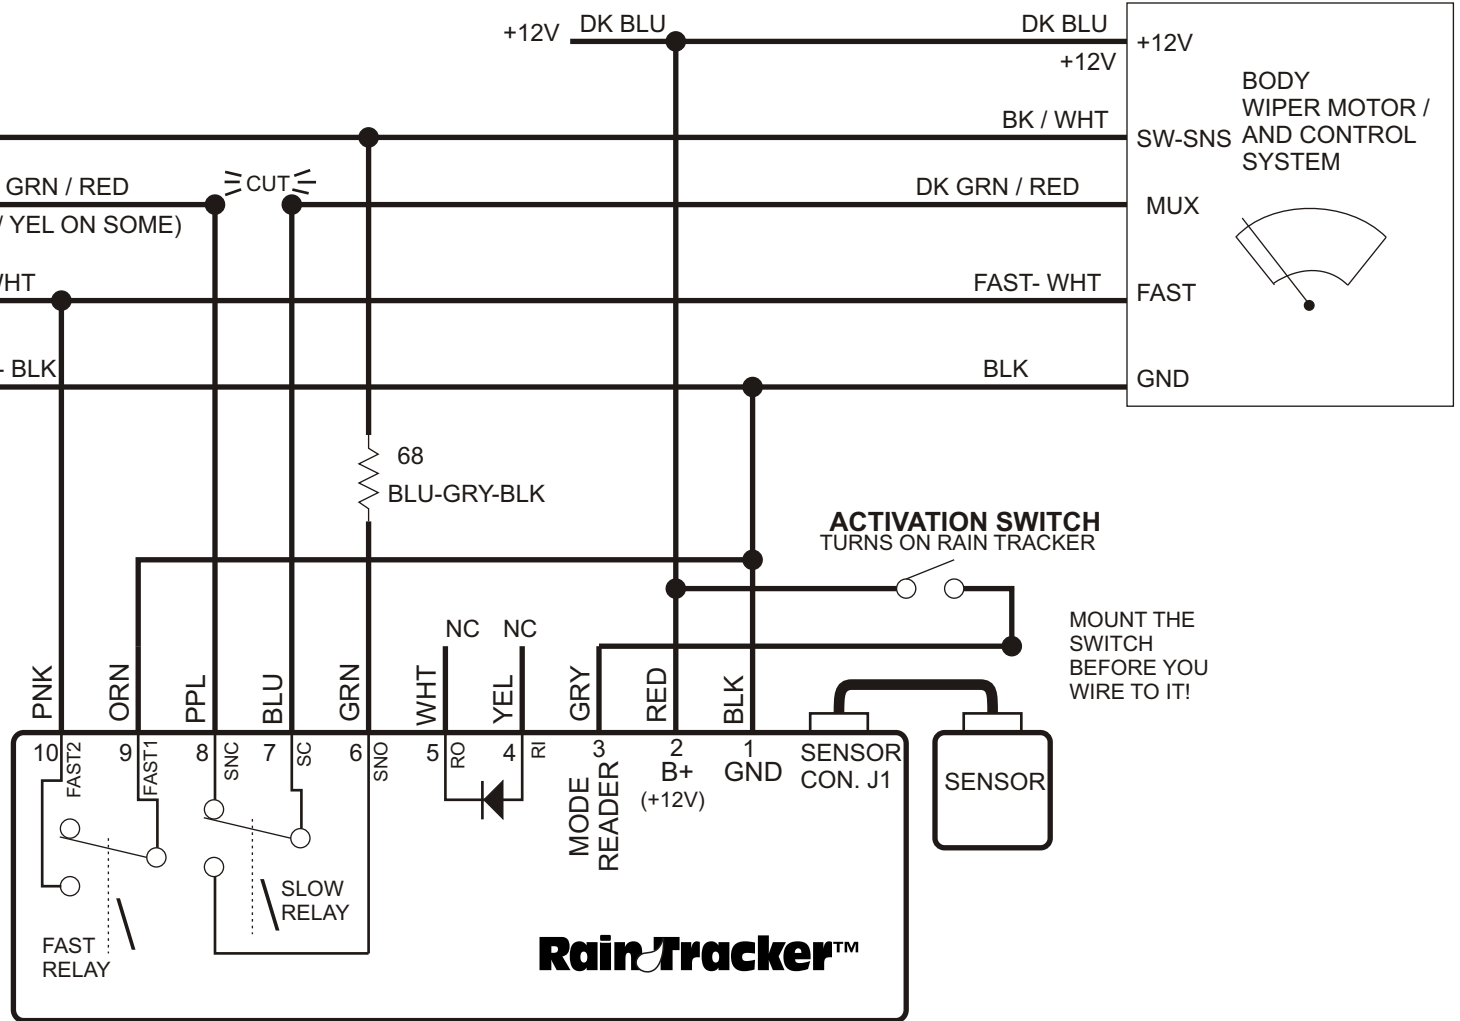 +12V
DK BLU
DK BLU
+12V
+12V
BODY
WIPER MOTOR /
AND CONTROL
SYSTEM
BK / WHT
SW-SNS
GRN / RED
CUT
DK GRN / RED
MUX
/ YEL ON SOME)
WHT
FAST- WHT
FAST
- BLK
BLK
GND
68
BLU-GRY-BLK
ACTIVATION SWITCH
TURNS ON RAIN TRACKER
MOUNT THE
SWITCH
BEFORE YOU
WIRE TO IT!
NC
NC
PNK
ORN
PPL
BLU
GRN
WHT
YEL
GRY
RED
BLK
10
FAST2
9
FAST1
8
SNC
7
SC
6
SNO
5
RO
4
RI
3
MODE
READER
2
B+
(+12V)
1
GND
SENSOR
CON. J1
SENSOR
SLOW
RELAY
FAST
RELAY
RainTracker™